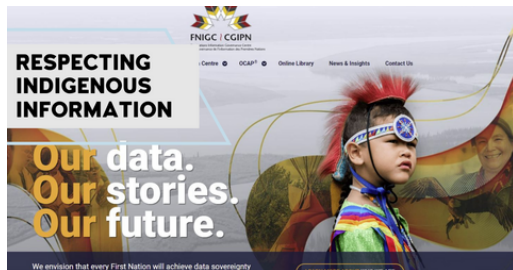 FNIGC | CGIPN
RESPECTING
INDIGENOUS
INFORMATION
Centre
OCAP®
Online Library
News & Insights
Contact Us
Our data.
Our stories.
Our future.
We envision that every First Nation will achieve data sovereignty